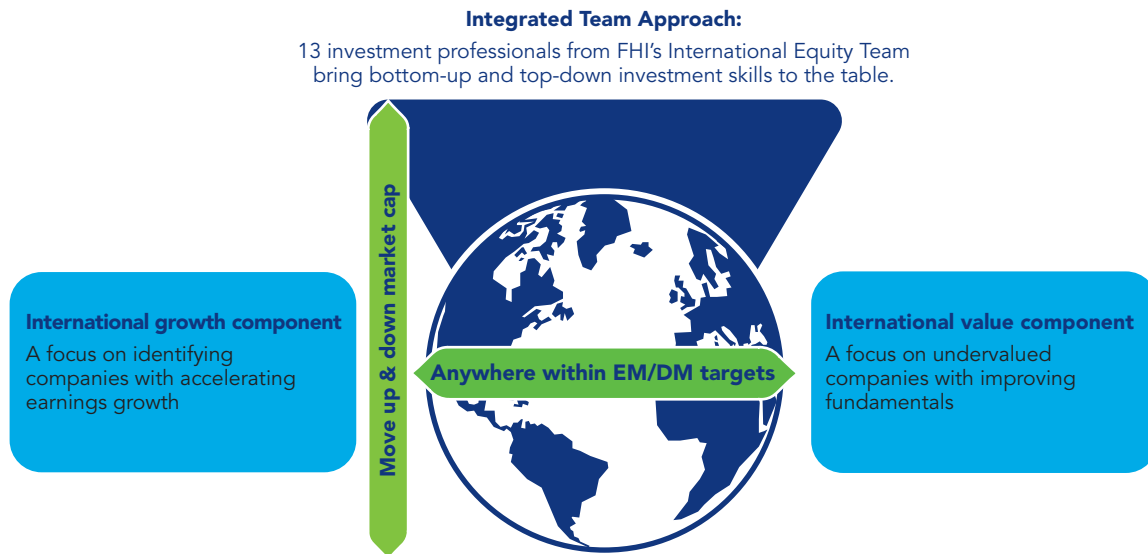 Integrated Team Approach:
13 investment professionals from FHI’s International Equity Team
bring bottom-up and top-down investment skills to the table.
Move up & down market cap
International growth component
A focus on identifying
companies with accelerating
earnings growth
Anywhere within EM/DM targets
International value component
A focus on undervalued
companies with improving
fundamentals